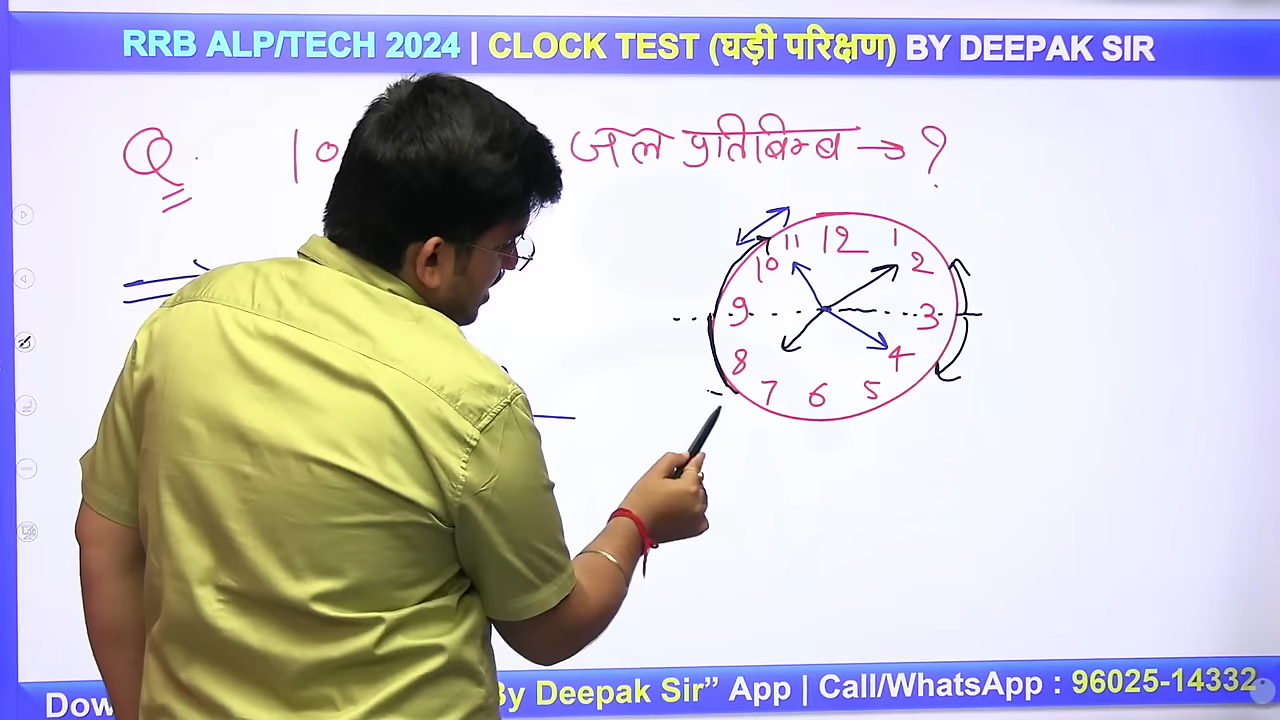 RRB ALP/TECH 2024 | CLOCK TEST (घड़ी परिक्षण) BY DEEPAK SIR
Q 10 जल प्रतिबिम्ब → ?
11 12 1
10 2
9 3
8 4
7 6 5
By Deepak Sir” App | Call/WhatsApp : 96025-14332